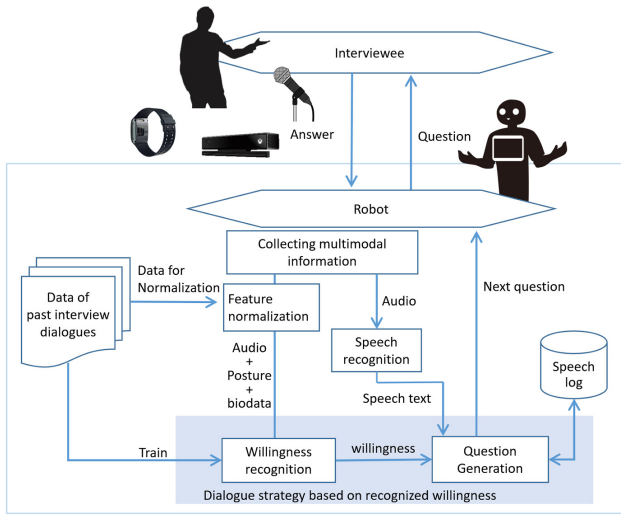 Interviewee
Answer
Question
Robot
Collecting multimodal
information
Data for
Normalization
Data of
past interview
dialogues
Feature
normalization
Audio
Next question
Speech
recognition
Audio
+
Posture
+
biodata
Speech
log
Speech text
Train
Willingness
recognition
willingness
Question
Generation
Dialogue strategy based on recognized willingness